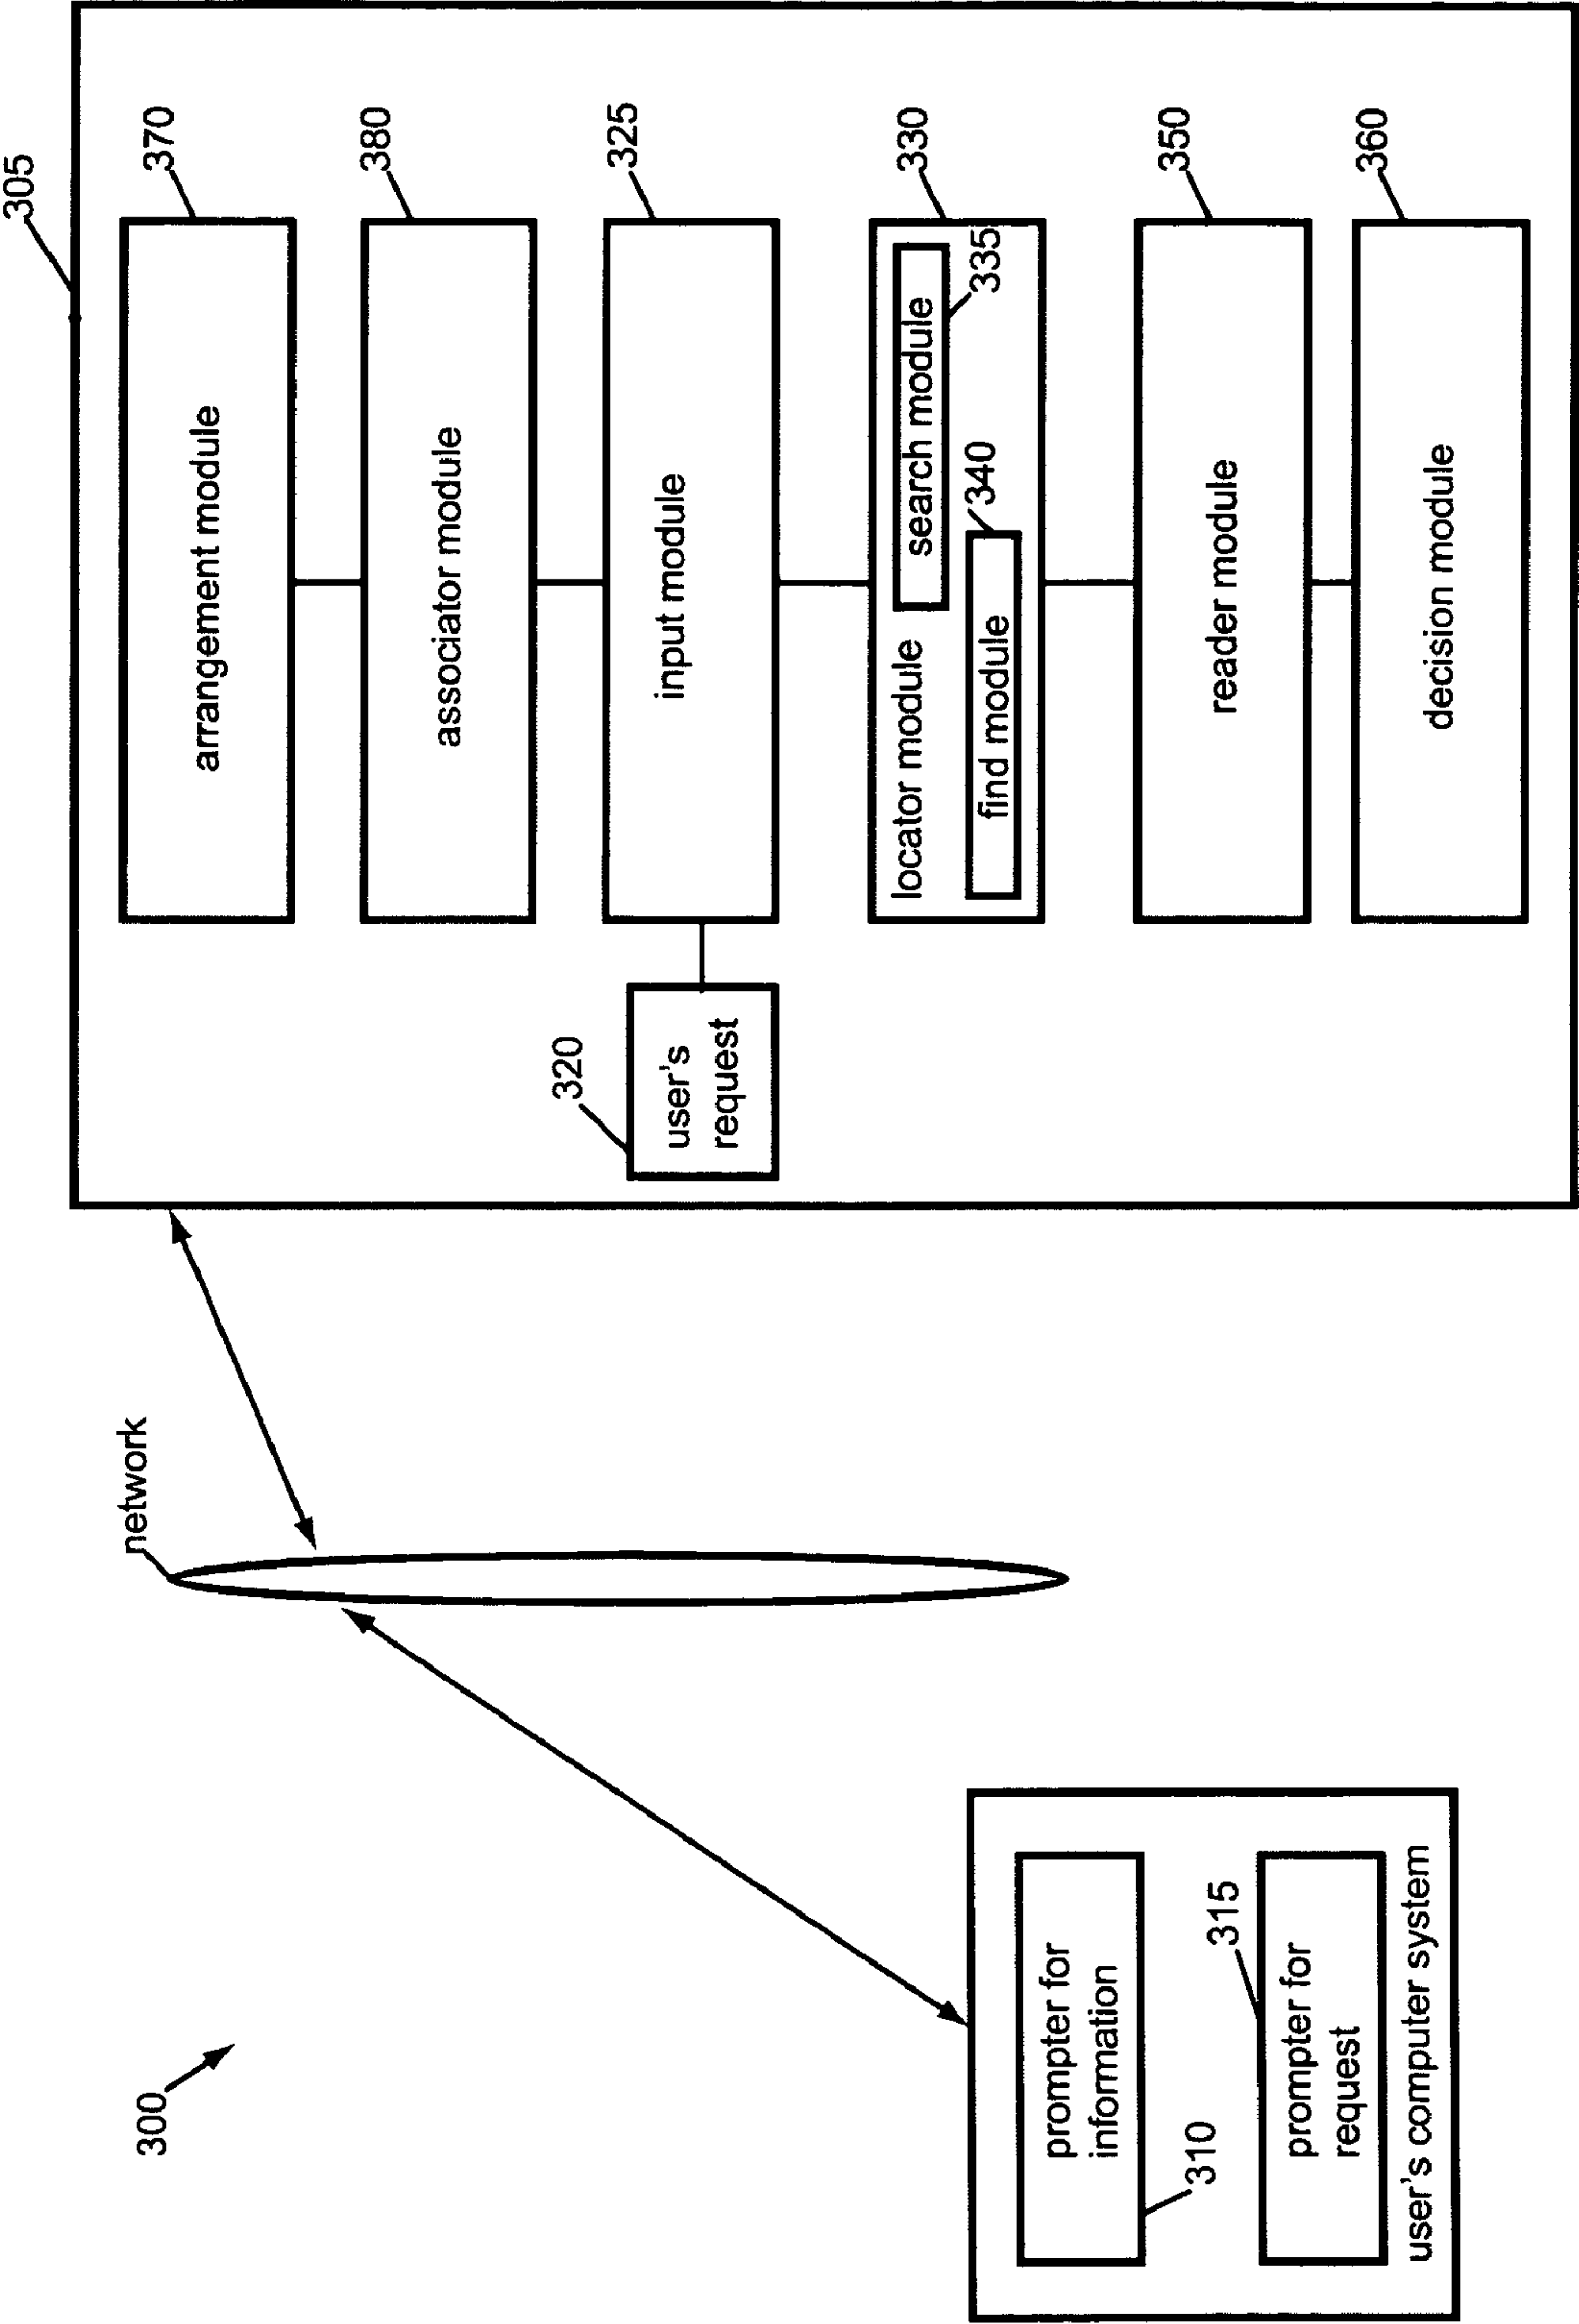 300
network
305
370
arrangement module
380
associator module
320
user's
request
325
input module
330
locator module
search module
335
340
find module
350
reader module
360
decision module
prompter for
information
310
315
prompter for
request
user's computer system